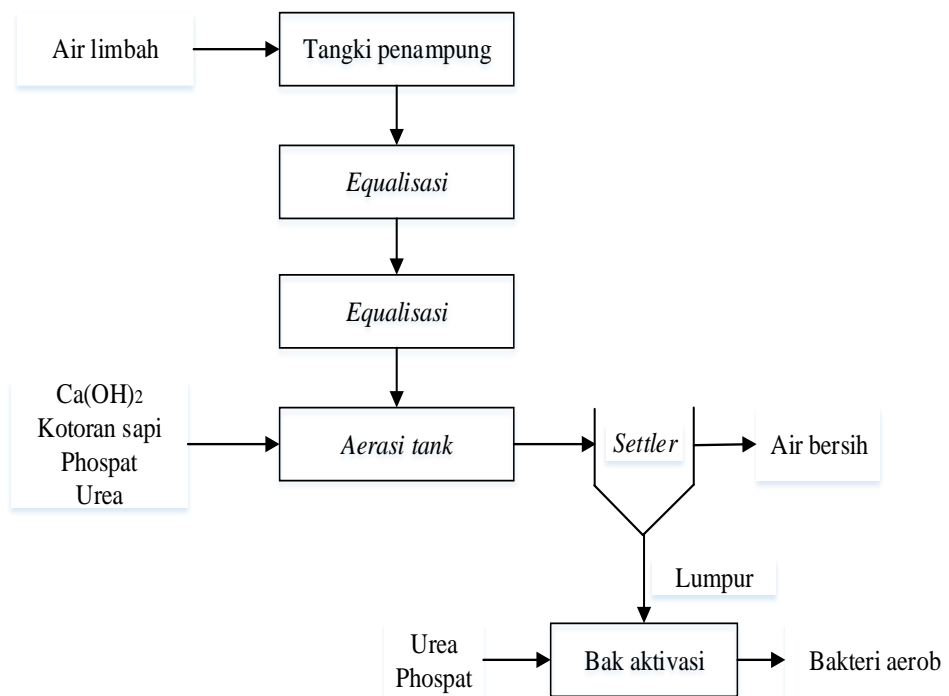 Air limbah
Tangki penampung
Equalisasi
Equalisasi
Ca(OH)2
Kotoran sapi
Phospat
Urea
Aerasi tank
Settler
Air bersih
Lumpur
Urea
Phospat
Bak aktivasi
Bakteri aerob